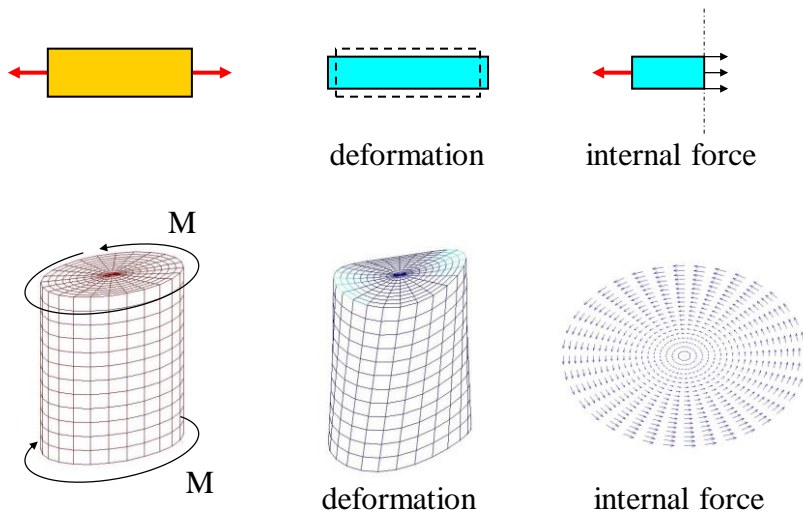 deformation
internal force
M
M
deformation
internal force